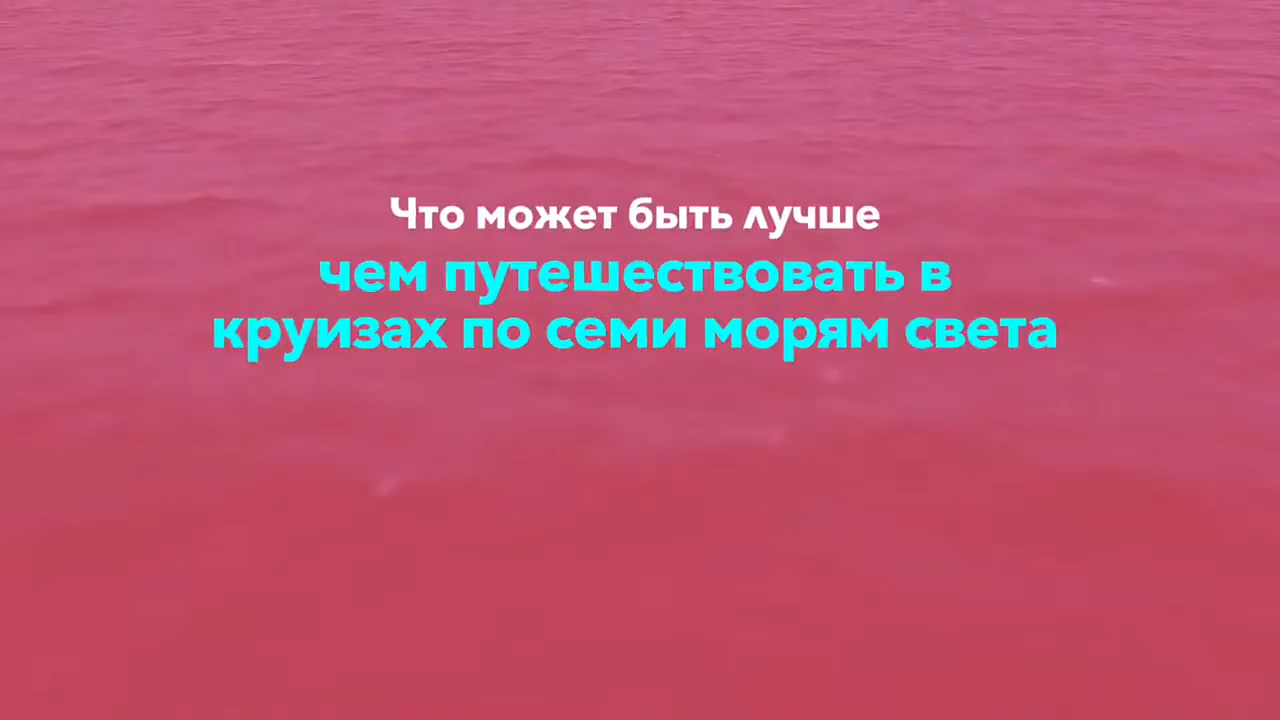 Что может быть лучше
чем путешествовать в
круизах по семи морям света